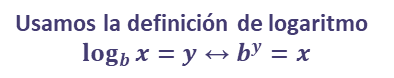 Usamos la definición de logaritmo
log_b x = y ↔ b^y = x